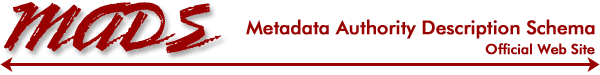 MADS
Metadata Authority Description Schema
Official Web Site